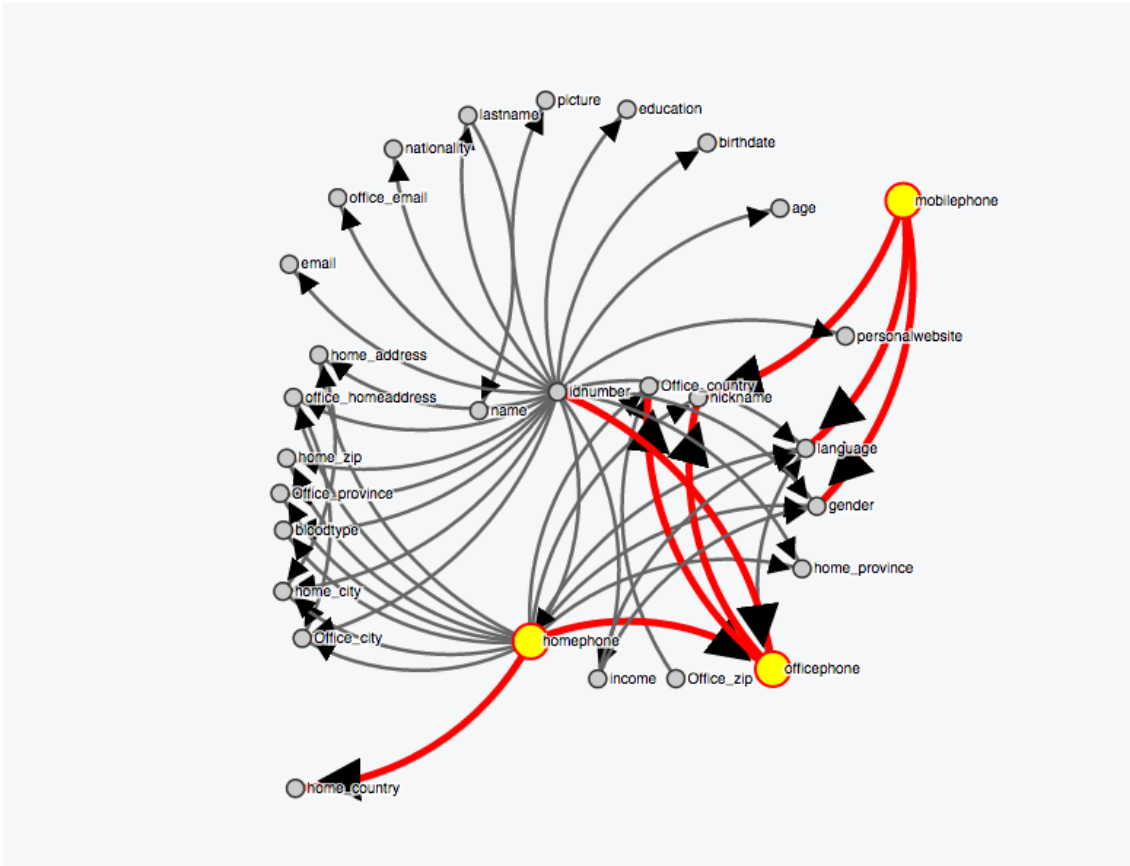 picture
education
lastname
birthdate
nationality
office_email
mobilephone
age
email
personalwebsite
home_address
Office_country
idnumber
office_homeaddress
nickname
name
language
home_zip
Office_province
gender
bloodtype
home_province
home_city
Office_city
homephone
officephone
income
Office_zip
home_country